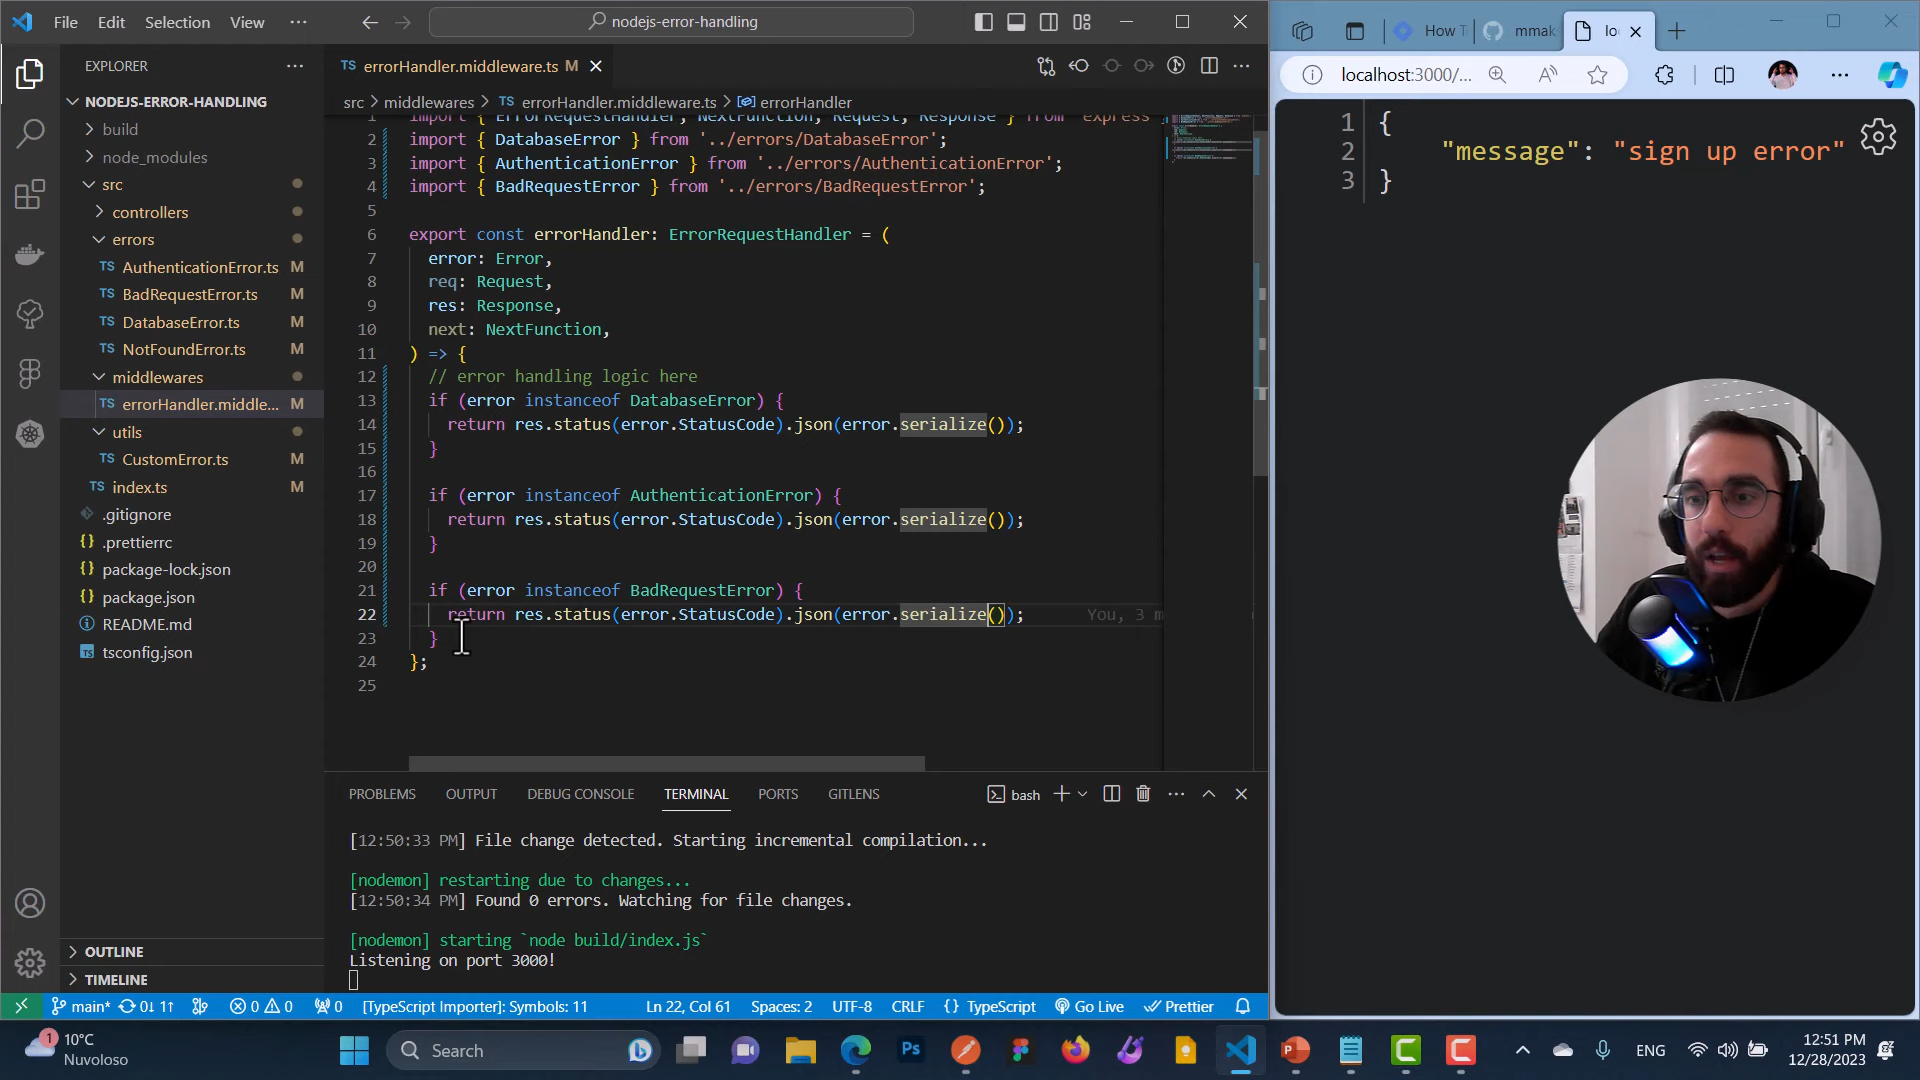 File Edit Selection View ···
nodejs-error-handling
EXPLORER
NODEJS-ERROR-HANDLING
build
node_modules
src
controllers
errors
TS AuthenticationError.ts M
TS BadRequestError.ts M
TS DatabaseError.ts M
TS NotFoundError.ts M
middlewares
TS errorHandler.middle... M
utils
TS CustomError.ts M
TS index.ts M
.gitignore
{} .prettierrc
{} package-lock.json
{} package.json
README.md
TS tsconfig.json
OUTLINE
TIMELINE
TS errorHandler.middleware.ts M
src > middlewares > TS errorHandler.middleware.ts > errorHandler
1 import { ErrorRequestHandler, NextFunction, Request, Response } from 'express
2 import { DatabaseError } from '../errors/DatabaseError';
3 import { AuthenticationError } from '../errors/AuthenticationError';
4 import { BadRequestError } from '../errors/BadRequestError';
5
6 export const errorHandler: ErrorRequestHandler = (
7 error: Error,
8 req: Request,
9 res: Response,
10 next: NextFunction,
11 ) => {
12 // error handling logic here
13 if (error instanceof DatabaseError) {
14 return res.status(error.StatusCode).json(error.serialize());
15 }
16
17 if (error instanceof AuthenticationError) {
18 return res.status(error.StatusCode).json(error.serialize());
19 }
20
21 if (error instanceof BadRequestError) {
22 return res.status(error.StatusCode).json(error.serialize()); You, 3 m
23 }
24 };
25
PROBLEMS OUTPUT DEBUG CONSOLE TERMINAL PORTS GITLENS
bash
[12:50:33 PM] File change detected. Starting incremental compilation...
[nodemon] restarting due to changes...
[12:50:34 PM] Found 0 errors. Watching for file changes.
[nodemon] starting `node build/index.js`
Listening on port 3000!
main* 0↓ 1↑ 0 0 0 [TypeScript Importer]: Symbols: 11 Ln 22, Col 61 Spaces: 2 UTF-8 CRLF {} TypeScript Go Live Prettier
How T mmak lo
localhost:3000/...
1 {
2 "message": "sign up error"
3 }
1 10°C
Nuvoloso
Search
Ps
ENG
12:51 PM
12/28/2023